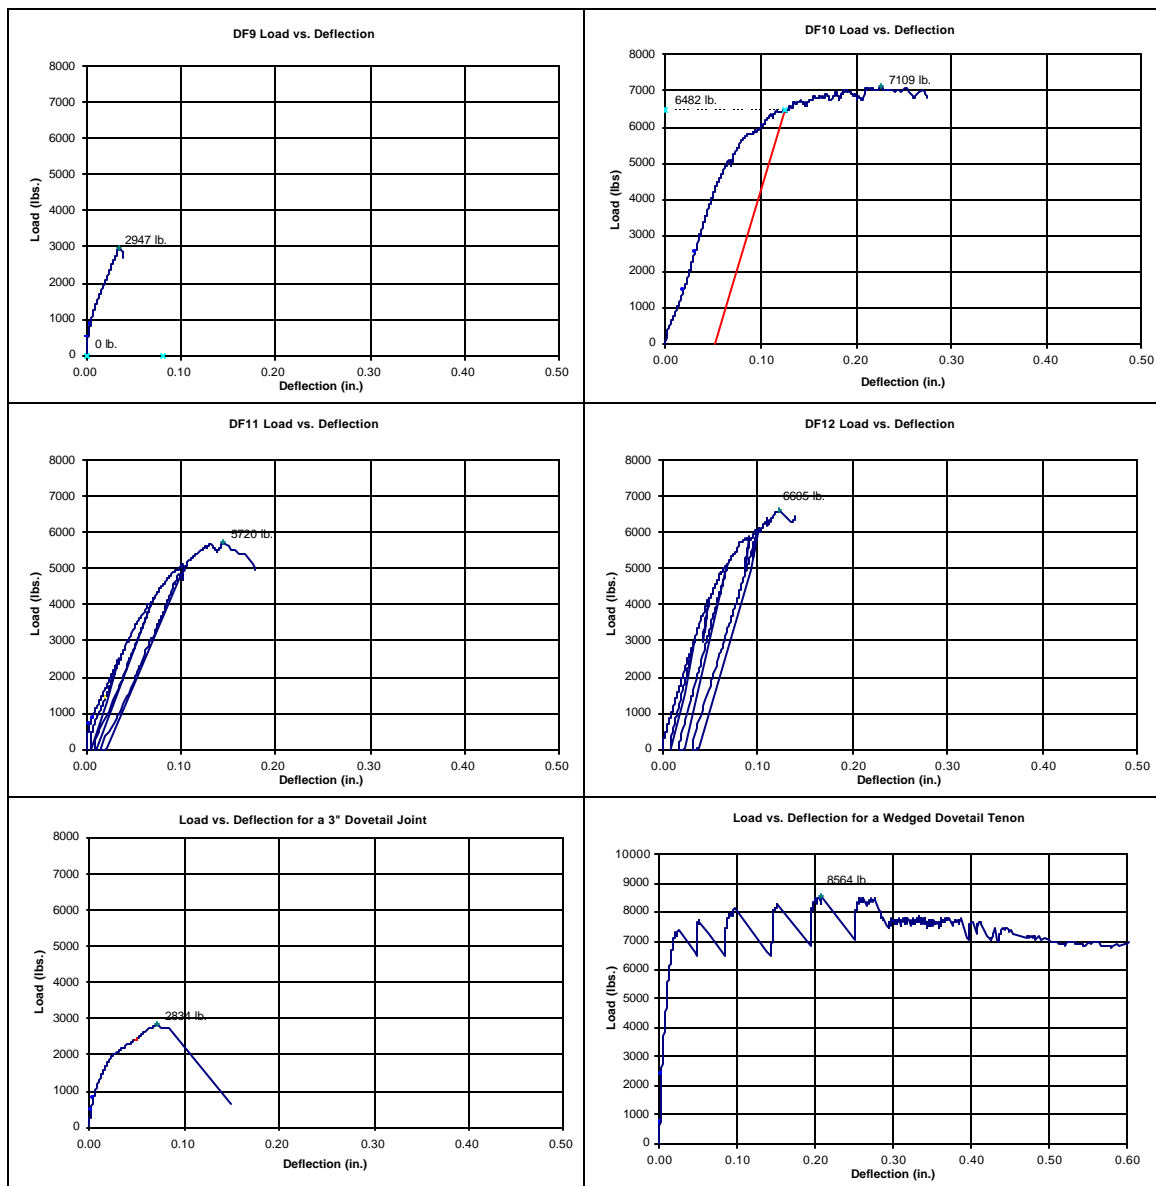 DF9 Load vs. Deflection
8000
7000
6000
5000
4000
3000
2000
1000
0
Load (lbs.)
2947 lb.
0 lb.
0.00 0.10 0.20 0.30 0.40 0.50
Deflection (in.)
DF10 Load vs. Deflection
8000
7000
6000
5000
4000
3000
2000
1000
0
Load (lbs)
7109 lb.
6482 lb.
0.00 0.10 0.20 0.30 0.40 0.50
Deflection (in.)
DF11 Load vs. Deflection
8000
7000
6000
5000
4000
3000
2000
1000
0
Load (lbs.)
5720 lb.
0.00 0.10 0.20 0.30 0.40 0.50
Deflection (in.)
DF12 Load vs. Deflection
8000
7000
6000
5000
4000
3000
2000
1000
0
Load (lbs.)
6605 lb.
0.00 0.10 0.20 0.30 0.40 0.50
Deflection (in.)
Load vs. Deflection for a 3" Dovetail Joint
8000
7000
6000
5000
4000
3000
2000
1000
0
Load (lbs.)
2834 lb.
0.00 0.10 0.20 0.30 0.40 0.50
Deflection (in.)
Load vs. Deflection for a Wedged Dovetail Tenon
10000
9000
8000
7000
6000
5000
4000
3000
2000
1000
0
Load (lbs.)
8564 lb.
0.00 0.10 0.20 0.30 0.40 0.50 0.60
Deflection (in.)